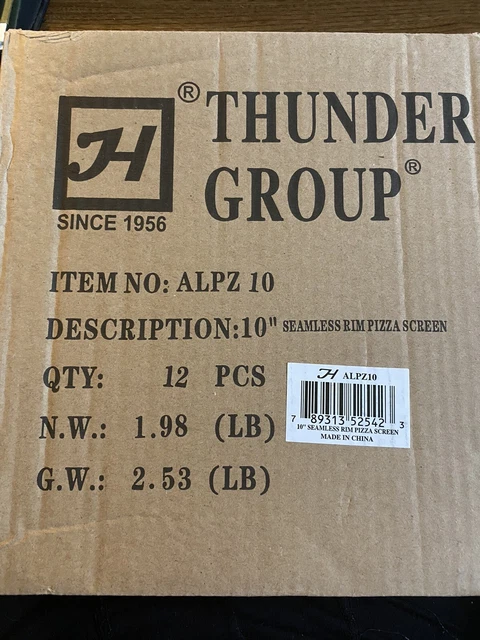 ® THUNDER
GROUP®
TH
SINCE 1956
ITEM NO: ALPZ 10
DESCRIPTION:10" SEAMLESS RIM PIZZA SCREEN
QTY: 12 PCS
N.W.: 1.98 (LB)
G.W.: 2.53 (LB)
TH ALPZ10
7 89313 52542 3
10" SEAMLESS RIM PIZZA SCREEN
MADE IN CHINA